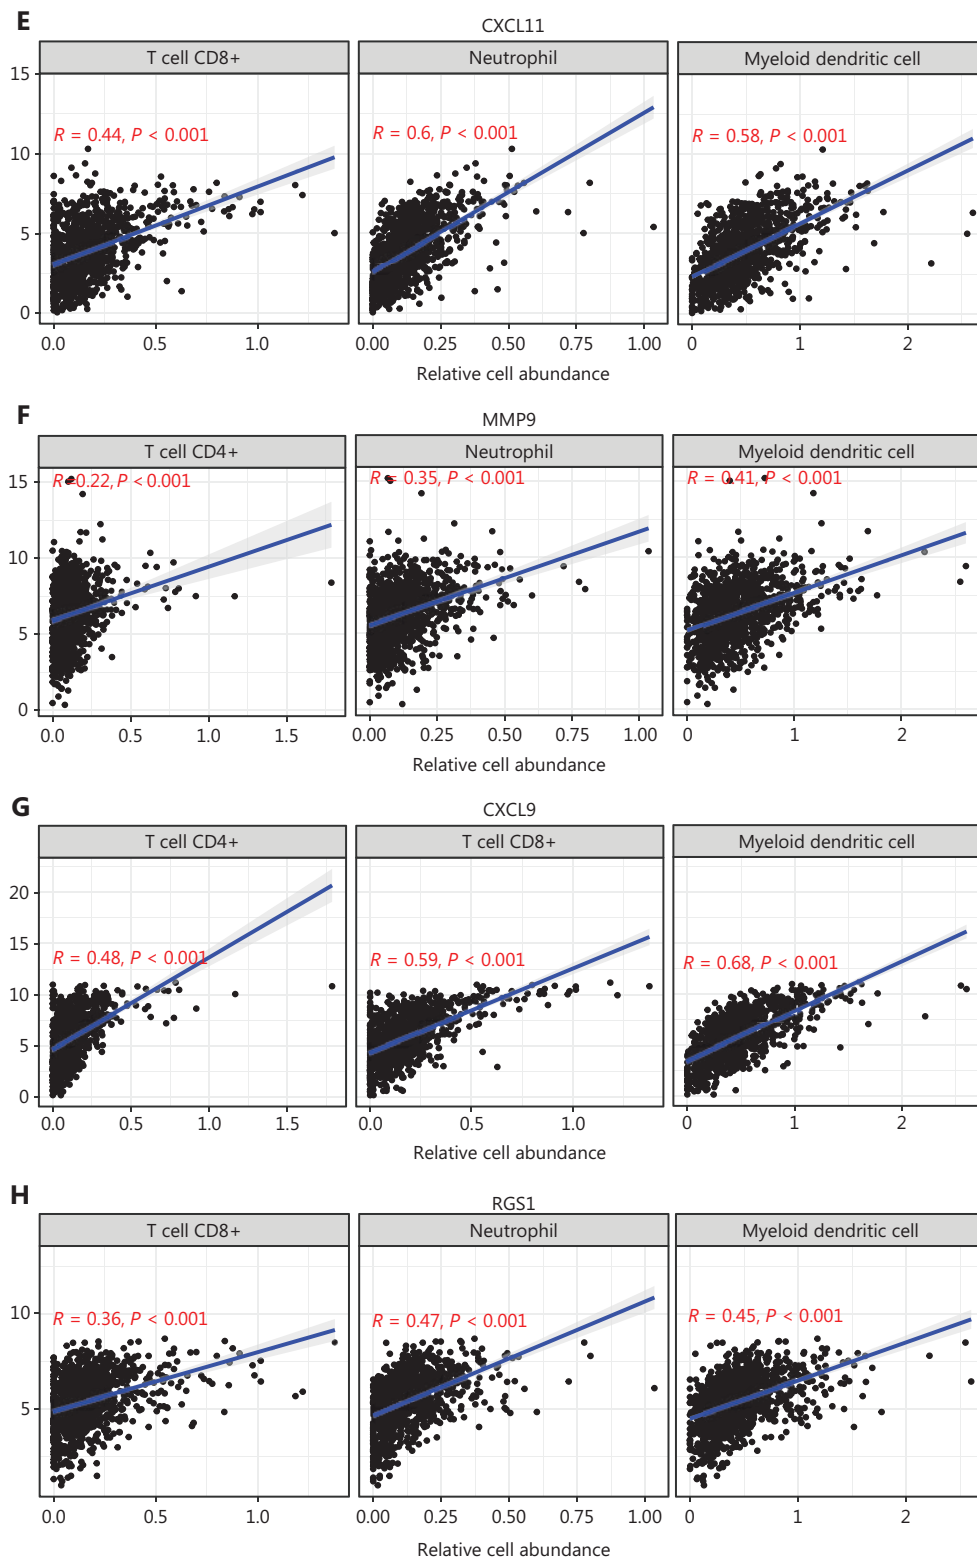 E
CXCL11
T cell CD8+ Neutrophil Myeloid dendritic cell
15
10
5
0
R = 0.44, P < 0.001 R = 0.6, P < 0.001 R = 0.58, P < 0.001
0.0 0.5 1.0 0.00 0.25 0.50 0.75 1.00 0 1 2
Relative cell abundance
F
MMP9
T cell CD4+ Neutrophil Myeloid dendritic cell
15
10
5
0
R = 0.22, P < 0.001 R = 0.35, P < 0.001 R = 0.41, P < 0.001
0.0 0.5 1.0 1.5 0.00 0.25 0.50 0.75 1.00 0 1 2
Relative cell abundance
G
CXCL9
T cell CD4+ T cell CD8+ Myeloid dendritic cell
20
15
10
5
0
R = 0.48, P < 0.001 R = 0.59, P < 0.001 R = 0.68, P < 0.001
0.0 0.5 1.0 1.5 0.0 0.5 1.0 0 1 2
Relative cell abundance
H
RGS1
T cell CD8+ Neutrophil Myeloid dendritic cell
10
5
R = 0.36, P < 0.001 R = 0.47, P < 0.001 R = 0.45, P < 0.001
0.0 0.5 1.0 0.00 0.25 0.50 0.75 1.00 0 1 2
Relative cell abundance